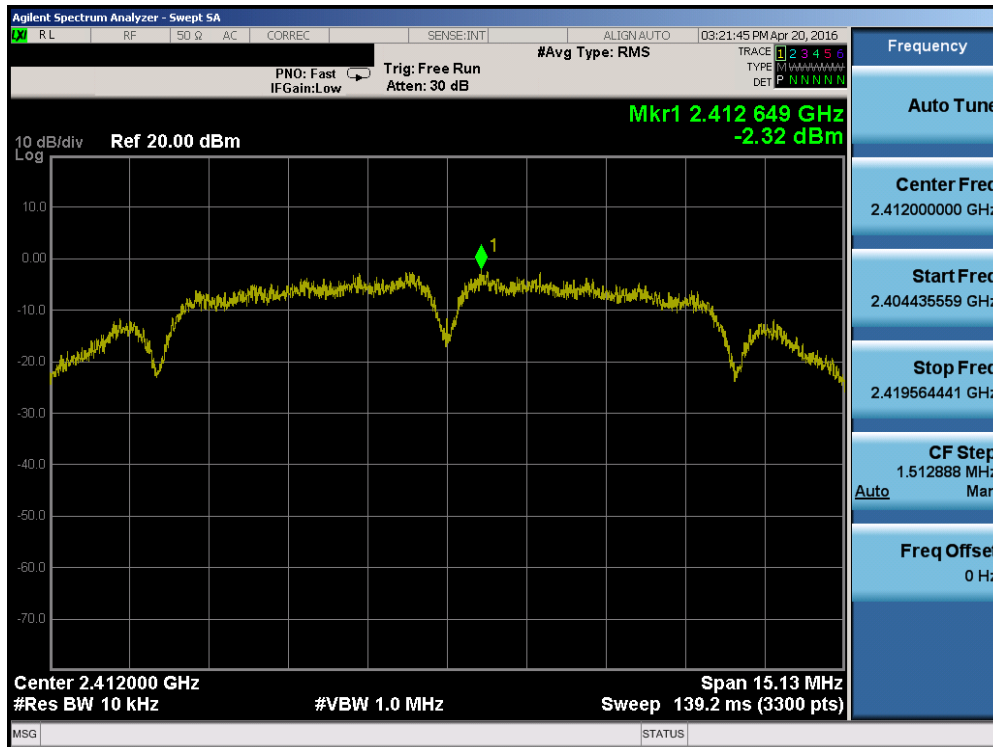 Agilent Spectrum Analyzer - Swept SA
LXI RL RF 50 Ω AC CORREC SENSE:INT ALIGN AUTO 03:21:45 PM Apr 20, 2016
#Avg Type: RMS
TRACE 1 2 3 4 5 6
PNO: Fast Trig: Free Run
TYPE M WWWWW
IFGain:Low Atten: 30 dB
DET P N N N N N
Mkr1 2.412 649 GHz
-2.32 dBm
10 dB/div Ref 20.00 dBm
Log
10.0
0.00
-10.0
-20.0
-30.0
-40.0
-50.0
-60.0
-70.0
1
Center 2.412000 GHz Span 15.13 MHz
#Res BW 10 kHz #VBW 1.0 MHz Sweep 139.2 ms (3300 pts)
MSG STATUS
Frequency
Auto Tune
Center Freq
2.412000000 GHz
Start Freq
2.404435559 GHz
Stop Freq
2.419564441 GHz
CF Step
1.512888 MHz
Auto Man
Freq Offset
0 Hz